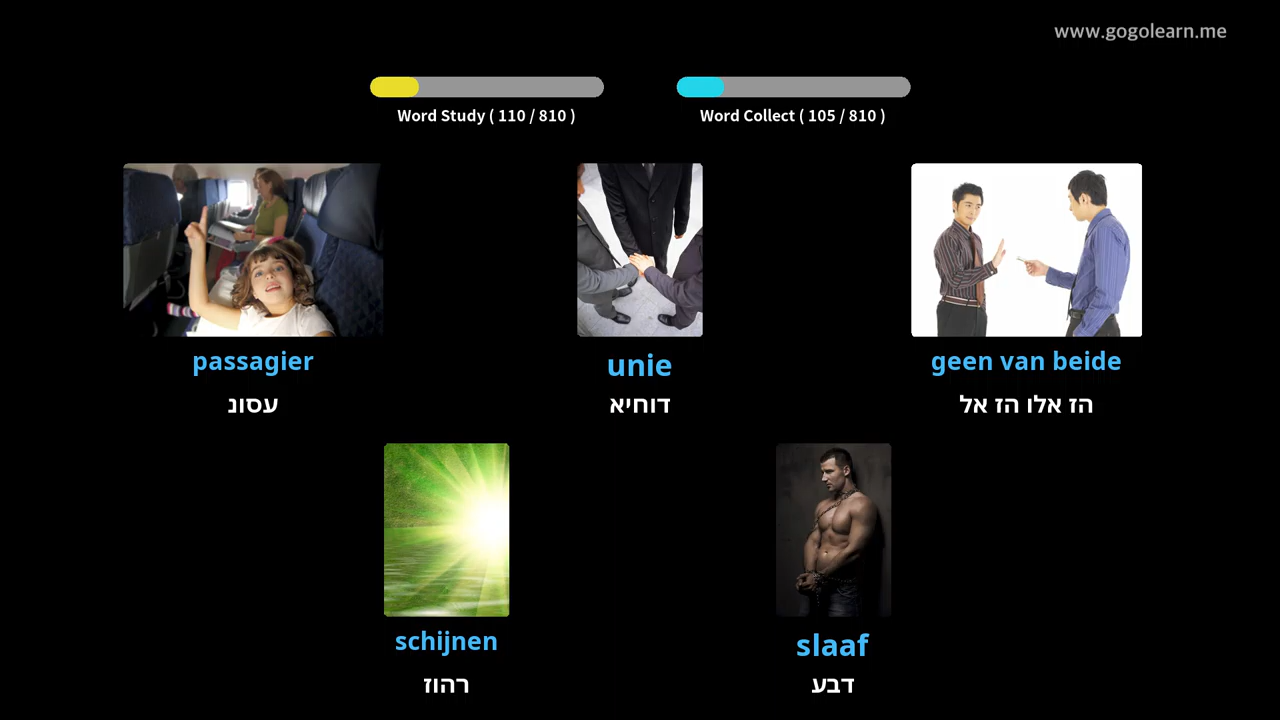 www.gogolearn.me
Word Study ( 110 / 810 )
Word Collect ( 105 / 810 )
passagier
עסונ
unie
דוחיא
geen van beide
הז אלו הז אל
schijnen
רהוז
slaaf
דבע